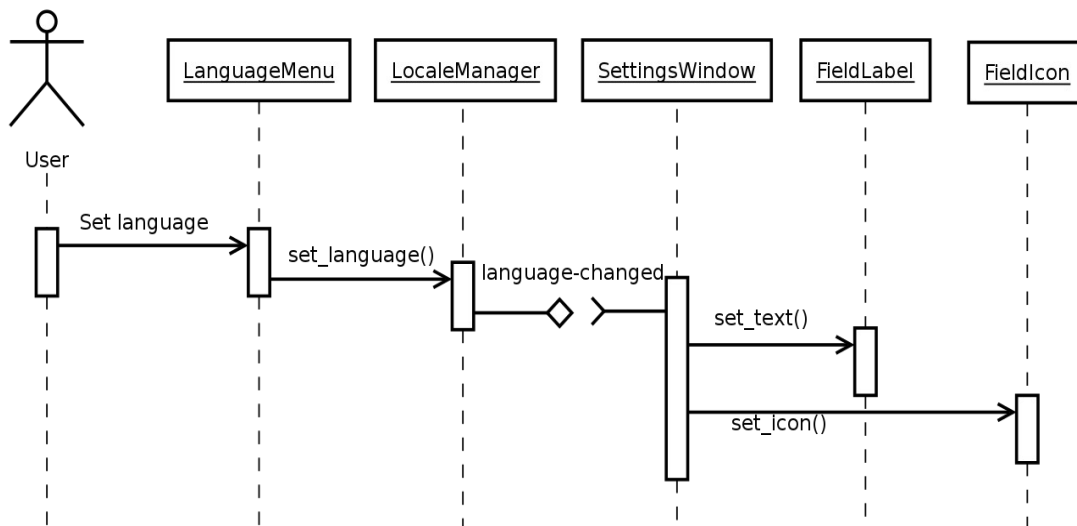 LanguageMenu
LocaleManager
SettingsWindow
FieldLabel
FieldIcon
User
Set language
set_language()
language-changed
set_text()
set_icon()